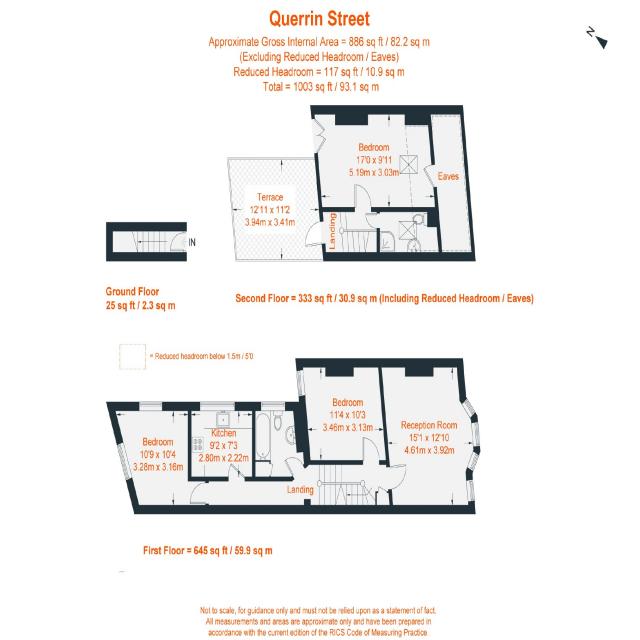 Querrin Street
Approximate Gross Internal Area = 886 sq ft / 82.2 sq m
(Excluding Reduced Headroom / Eaves)
Reduced Headroom = 117 sq ft / 10.9 sq m
Total = 1003 sq ft / 93.1 sq m
N
Bedroom
17'0 x 9'11
5.19m x 3.03m
Eaves
Terrace
12'11 x 11'2
3.94m x 3.41m
Landing
IN
Ground Floor
25 sq ft / 2.3 sq m
Second Floor = 333 sq ft / 30.9 sq m (Including Reduced Headroom / Eaves)
= Reduced headroom below 1.5m / 5'0
Bedroom
11'4 x 10'3
3.46m x 3.13m
Reception Room
15'1 x 12'10
4.61m x 3.92m
Kitchen
9'2 x 7'3
2.80m x 2.22m
Bedroom
10'9 x 10'4
3.28m x 3.16m
Landing
First Floor = 645 sq ft / 59.9 sq m
Not to scale, for guidance only and must not be relied upon as a statement of fact.
All measurements and areas are approximate only and have been prepared in
accordance with the current edition of the RICS Code of Measuring Practice